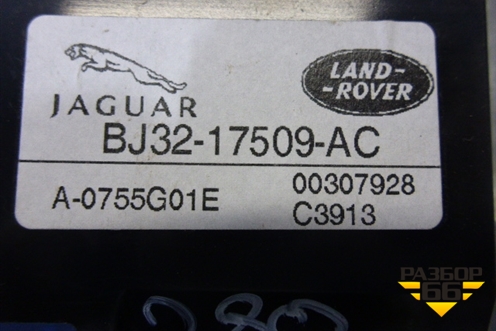 JAGUAR
LAND-
ROVER
BJ32-17509-AC
A-0755G01E
00307928
C3913
РАЗБОР
66